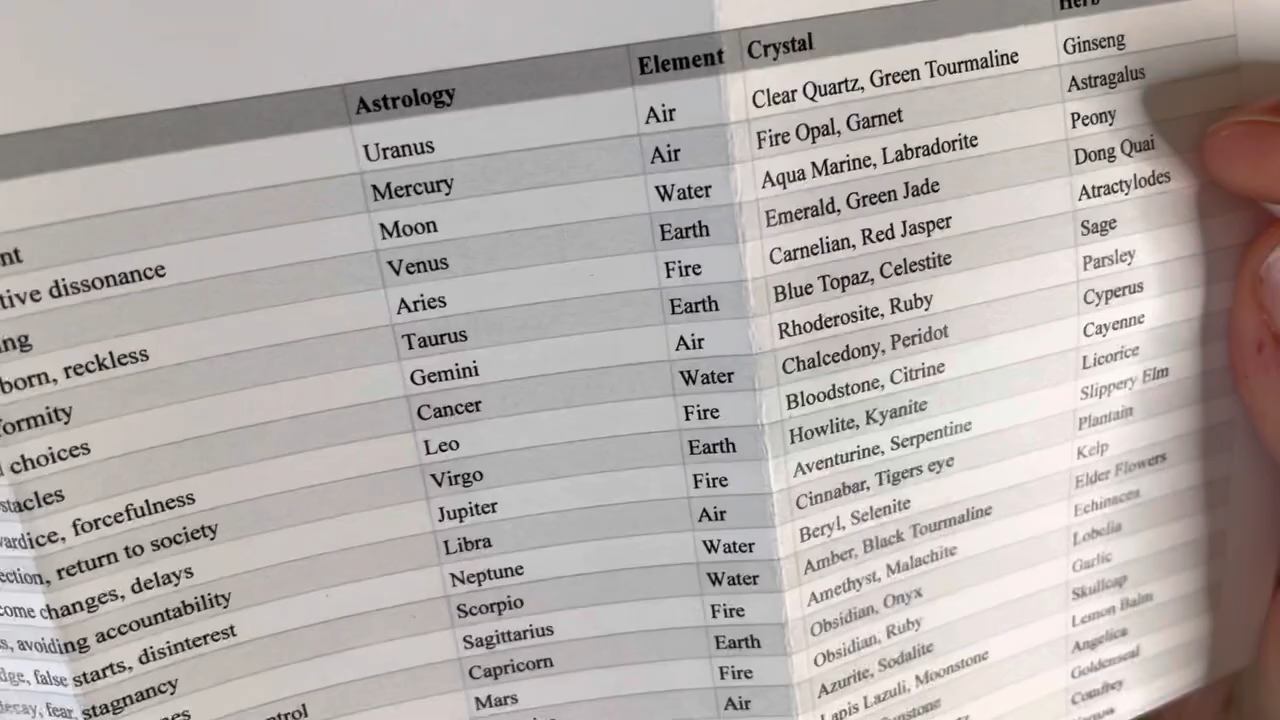 Astrology Element Crystal Herb
Uranus Air Clear Quartz, Green Tourmaline Ginseng
nt Mercury Air Fire Opal, Garnet Astragalus
tive dissonance Moon Water Aqua Marine, Labradorite Peony
ng Venus Earth Emerald, Green Jade Dong Quai
born, reckless Aries Fire Carnelian, Red Jasper Atractylodes
formity Taurus Earth Blue Topaz, Celestite Sage
choices Gemini Air Rhoderosite, Ruby Parsley
stacles Cancer Water Chalcedony, Peridot Cyperus
ardice, forcefulness Leo Fire Bloodstone, Citrine Cayenne
ection, return to society Virgo Earth Howlite, Kyanite Licorice
come changes, delays Jupiter Fire Aventurine, Serpentine Slippery Elm
s, avoiding accountability Libra Air Cinnabar, Tigers eye Plantain
dge, false starts, disinterest Neptune Water Beryl, Selenite Kelp
decay, fear, stagnancy Scorpio Water Amber, Black Tourmaline Elder Flowers
Sagittarius Fire Amethyst, Malachite Echinacea
trol Capricorn Earth Obsidian, Onyx Lobelia
Mars Fire Obsidian, Ruby Garlic
Air Azurite, Sodalite Skullcap
Lapis Lazuli, Moonstone Lemon Balm
Angelica
Goldenseal
Comfrey